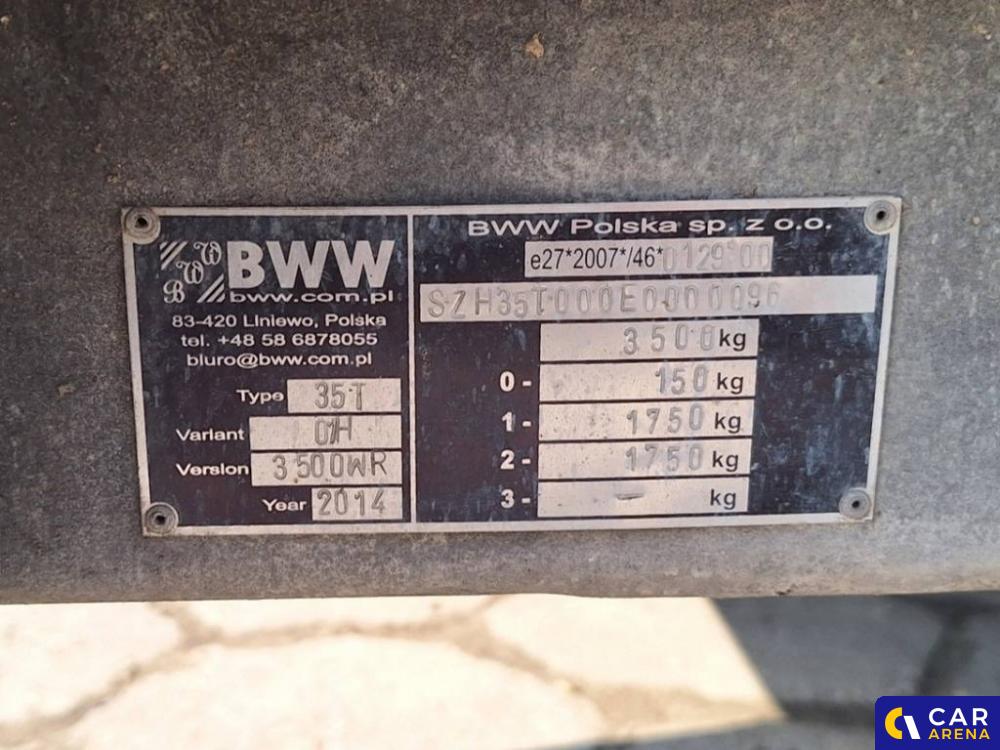 BWW
bww.com.pl
83-420 Liniewo, Polska
tel. +48 58 6878055
biuro@bww.com.pl
Type 35T
Variant 01H
Version 3500WR
Year 2014
BWW Polska sp. z o.o.
e27*2007*/46*0129*00
SZH35T000E0000096
3500 kg
0- 150 kg
1- 1750 kg
2- 1750 kg
3- — kg
CAR
ARENA